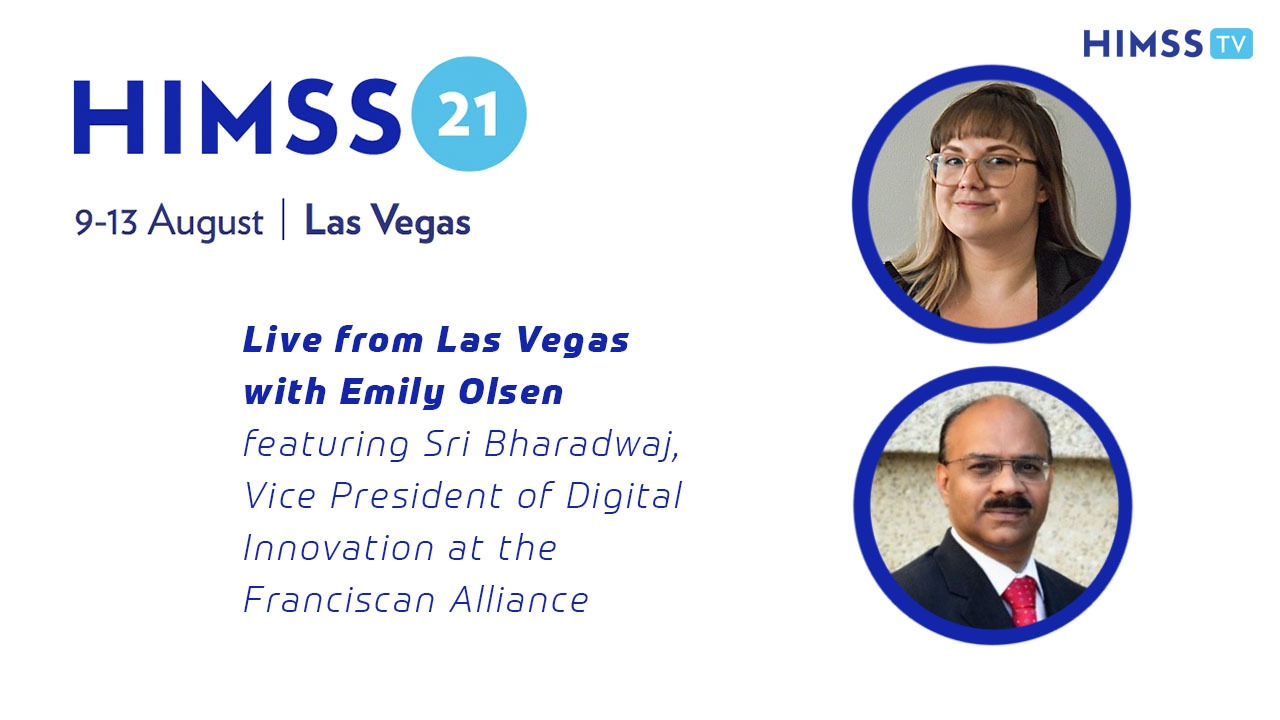 HIMSS TV
HIMSS 21
9-13 August | Las Vegas
Live from Las Vegas
with Emily Olsen
featuring Sri Bharadwaj,
Vice President of Digital
Innovation at the
Franciscan Alliance